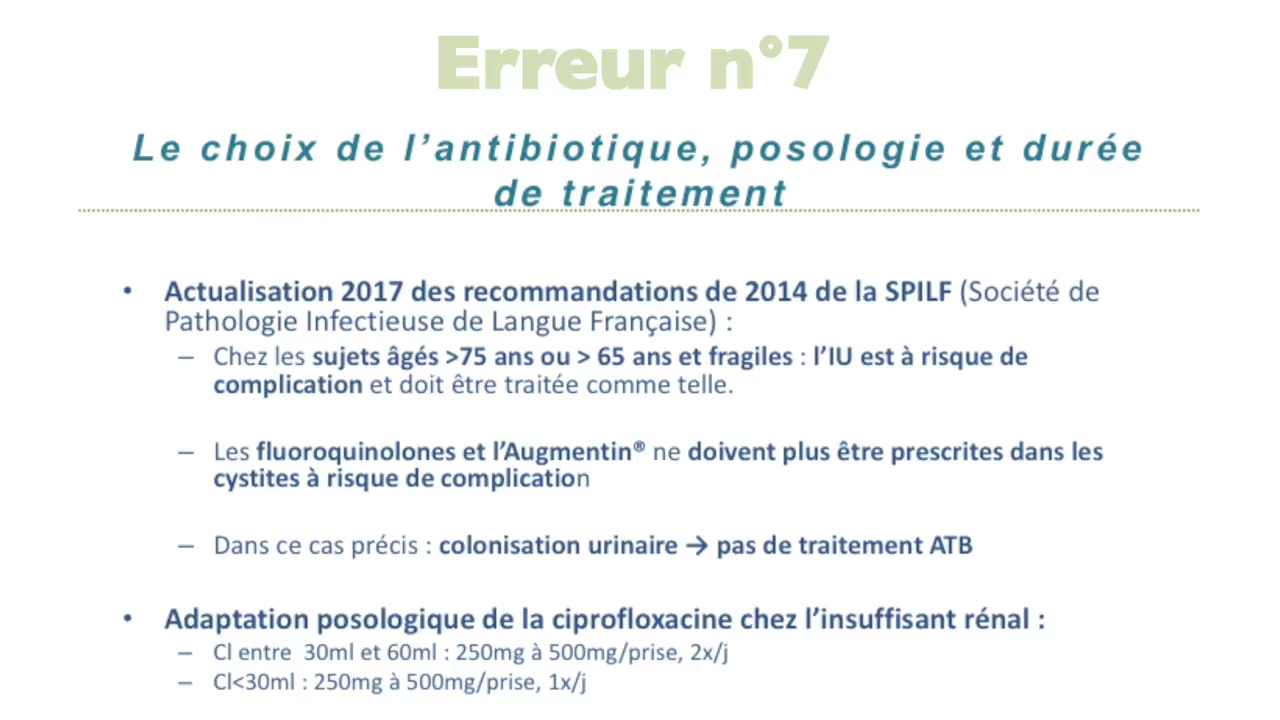 Erreur n°7
Le choix de l'antibiotique, posologie et durée
de traitement
• Actualisation 2017 des recommandations de 2014 de la SPILF (Société de
Pathologie Infectieuse de Langue Française) :
– Chez les sujets âgés >75 ans ou > 65 ans et fragiles : l'IU est à risque de
complication et doit être traitée comme telle.
– Les fluoroquinolones et l'Augmentin® ne doivent plus être prescrites dans les
cystites à risque de complication
– Dans ce cas précis : colonisation urinaire → pas de traitement ATB
• Adaptation posologique de la ciprofloxacine chez l'insuffisant rénal :
– Cl entre  30ml et 60ml : 250mg à 500mg/prise, 2x/j
– Cl<30ml : 250mg à 500mg/prise, 1x/j